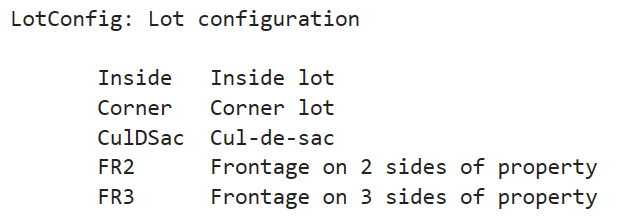 LotConfig: Lot configuration
Inside Inside lot
Corner Corner lot
CulDSac Cul-de-sac
FR2 Frontage on 2 sides of property
FR3 Frontage on 3 sides of property